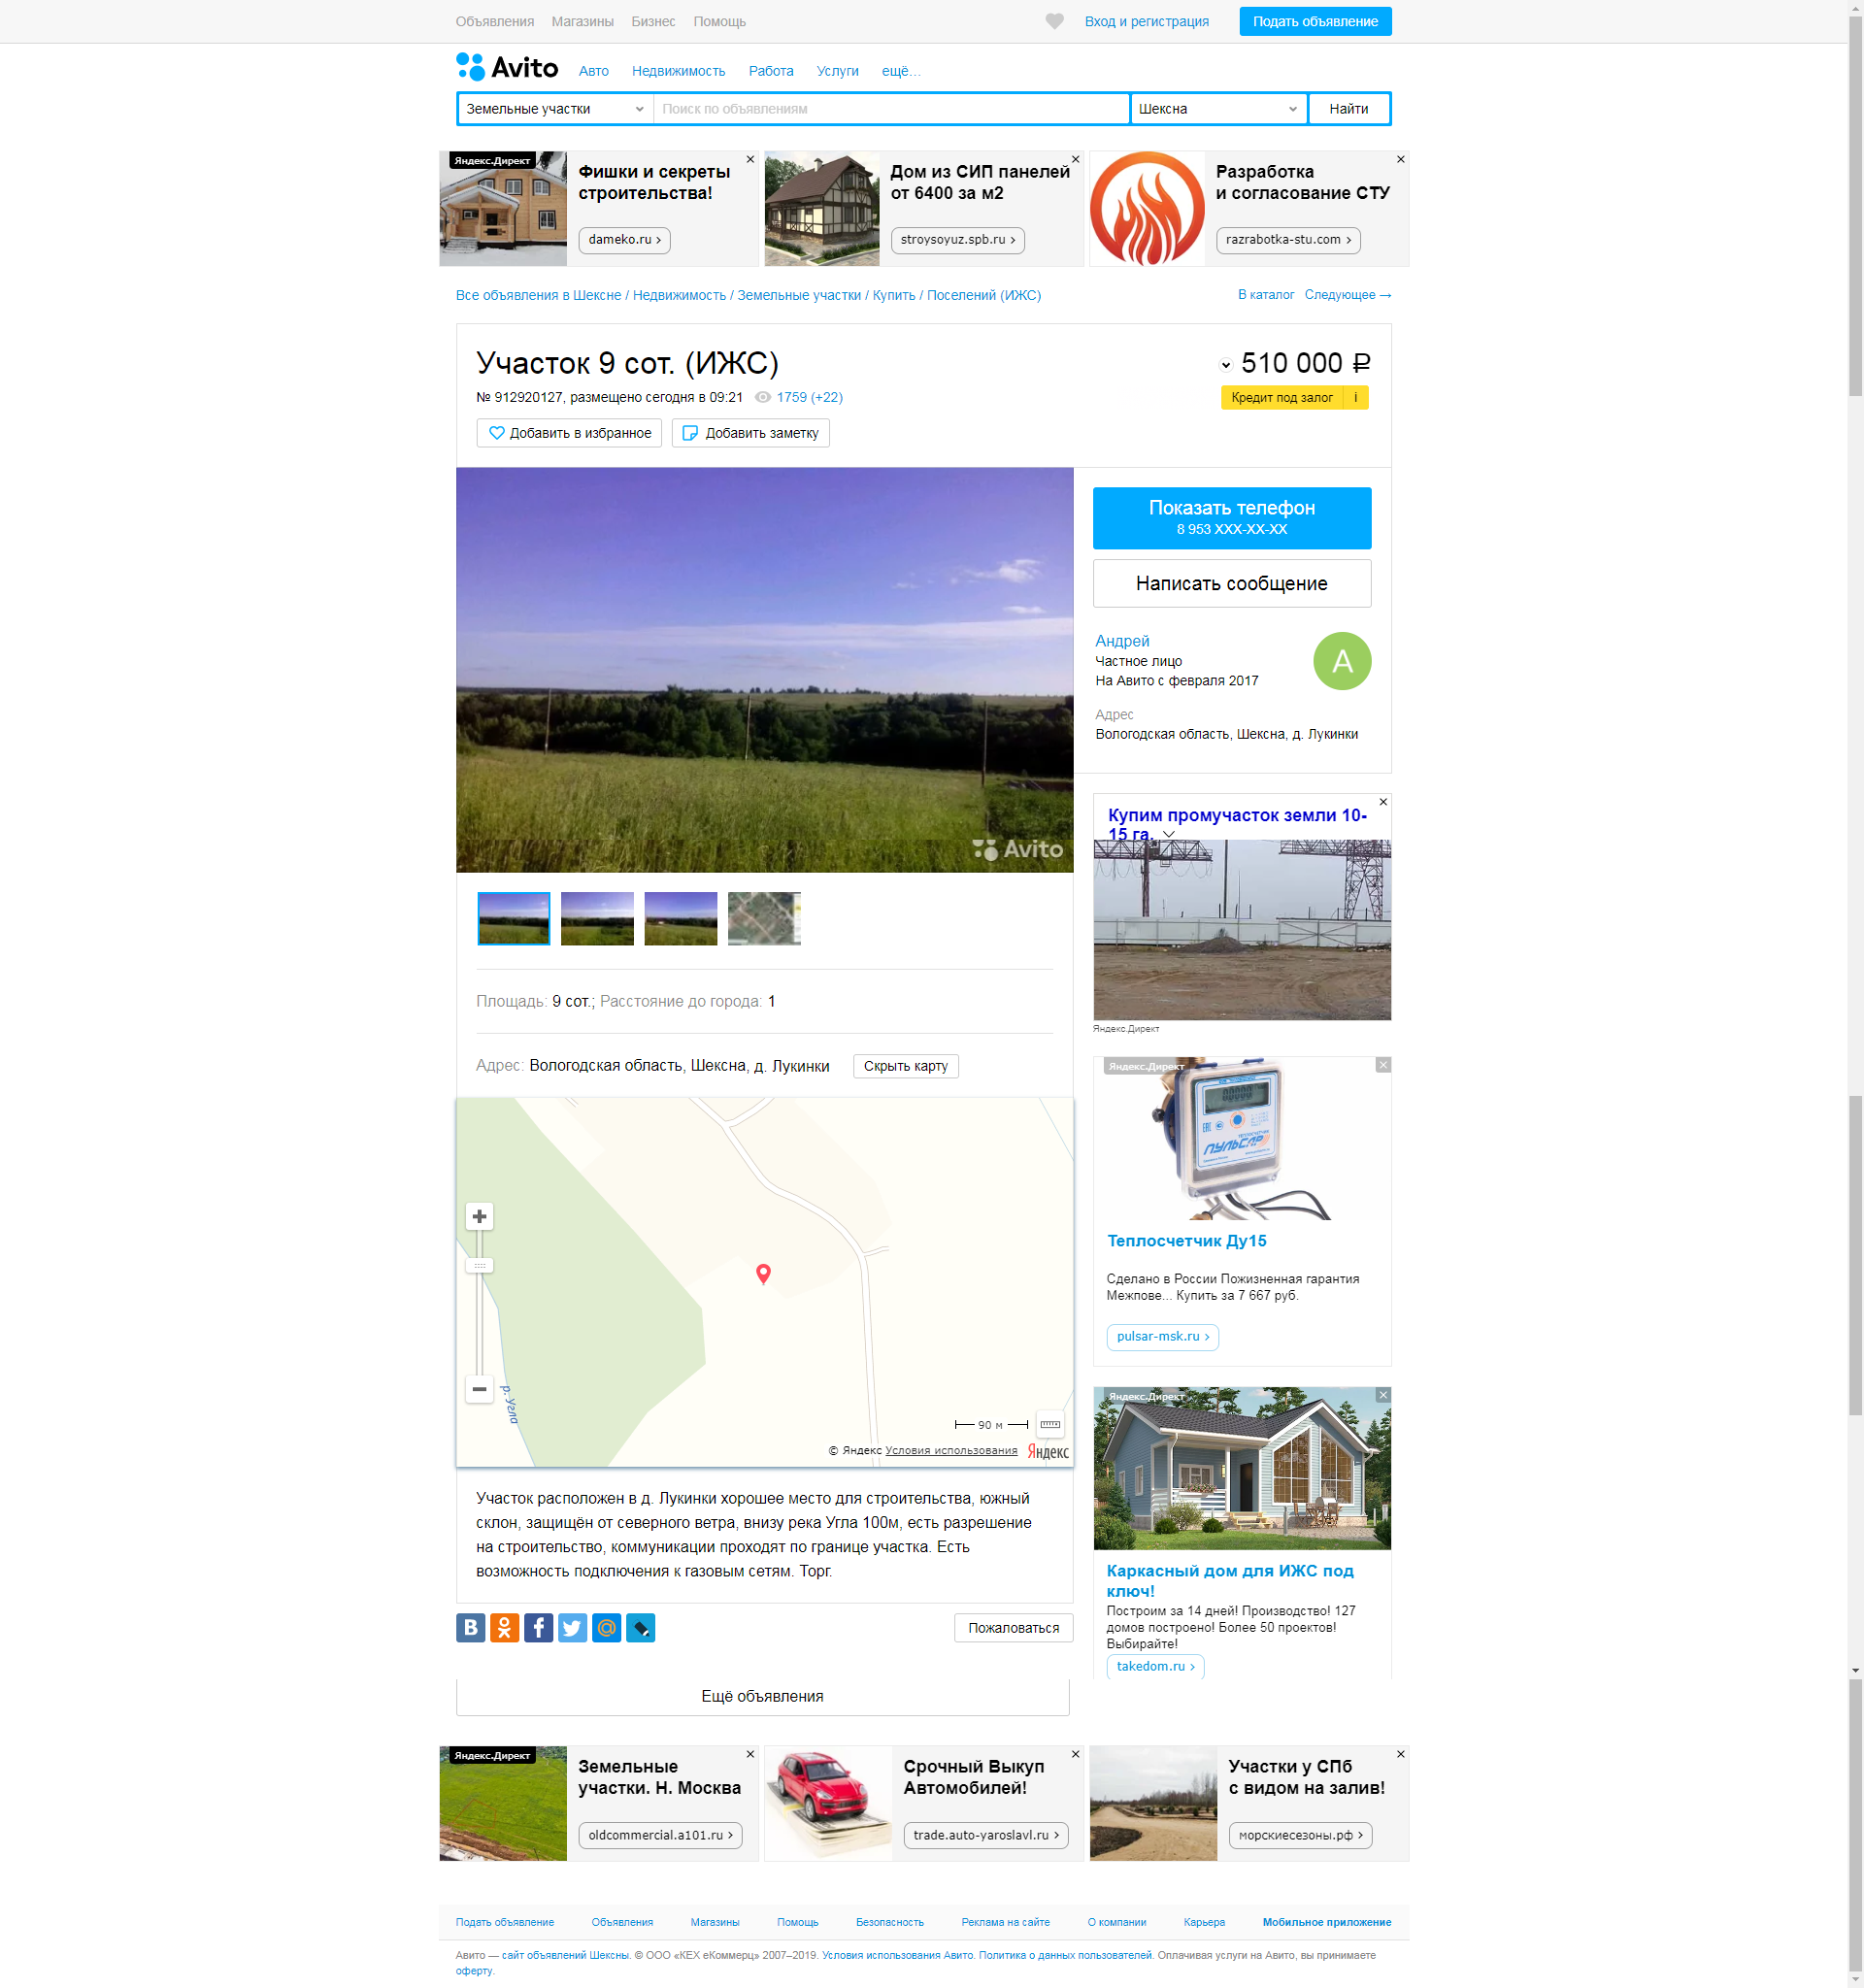 Объявления Магазины Бизнес Помощь
Вход и регистрация
Подать объявление
Avito
Авто Недвижимость Работа Услуги ещё...
Земельные участки
Поиск по объявлениям
Шексна
Найти
Яндекс.Директ
Фишки и секреты
строительства!
dameko.ru
Дом из СИП панелей
от 6400 за м2
stroysoyuz.spb.ru
Разработка
и согласование СТУ
razrabotka-stu.com
Все объявления в Шексне / Недвижимость / Земельные участки / Купить / Поселений (ИЖС)
В каталог Следующее →
Участок 9 сот. (ИЖС)
510 000 ₽
№ 912920127, размещено сегодня в 09:21 1759 (+22)
Кредит под залог i
Добавить в избранное
Добавить заметку
Показать телефон
8 953 XXX-XX-XX
Написать сообщение
Андрей
Частное лицо
На Авито с февраля 2017
А
Адрес
Вологодская область, Шексна, д. Лукинки
Avito
Купим промучасток земли 10-
15 га.
Яндекс.Директ
Площадь: 9 сот.; Расстояние до города: 1
Адрес: Вологодская область, Шексна, д. Лукинки
Скрыть карту
р. Угла
90 м
© Яндекс Условия использования
Яндекс
Яндекс.Директ
ПУЛЬСАР
Теплосчетчик Ду15
Сделано в России Пожизненная гарантия
Межпове... Купить за 7 667 руб.
pulsar-msk.ru
Яндекс.Директ
Каркасный дом для ИЖС под
ключ!
Построим за 14 дней! Производство! 127
домов построено! Более 50 проектов!
Выбирайте!
takedom.ru
Участок расположен в д. Лукинки хорошее место для строительства, южный
склон, защищён от северного ветра, внизу река Угла 100м, есть разрешение
на строительство, коммуникации проходят по границе участка. Есть
возможность подключения к газовым сетям. Торг.
Пожаловаться
Ещё объявления
Яндекс.Директ
Земельные
участки. Н. Москва
oldcommercial.a101.ru
Срочный Выкуп
Автомобилей!
trade.auto-yaroslavl.ru
Участки у СПб
с видом на залив!
морскиесезоны.рф
Подать объявление Объявления Магазины Помощь Безопасность Реклама на сайте О компании Карьера Мобильное приложение
Авито — сайт объявлений Шексны. © ООО «КЕХ еКоммерц» 2007–2019. Условия использования Авито. Политика о данных пользователей. Оплачивая услуги на Авито, вы принимаете
оферту.